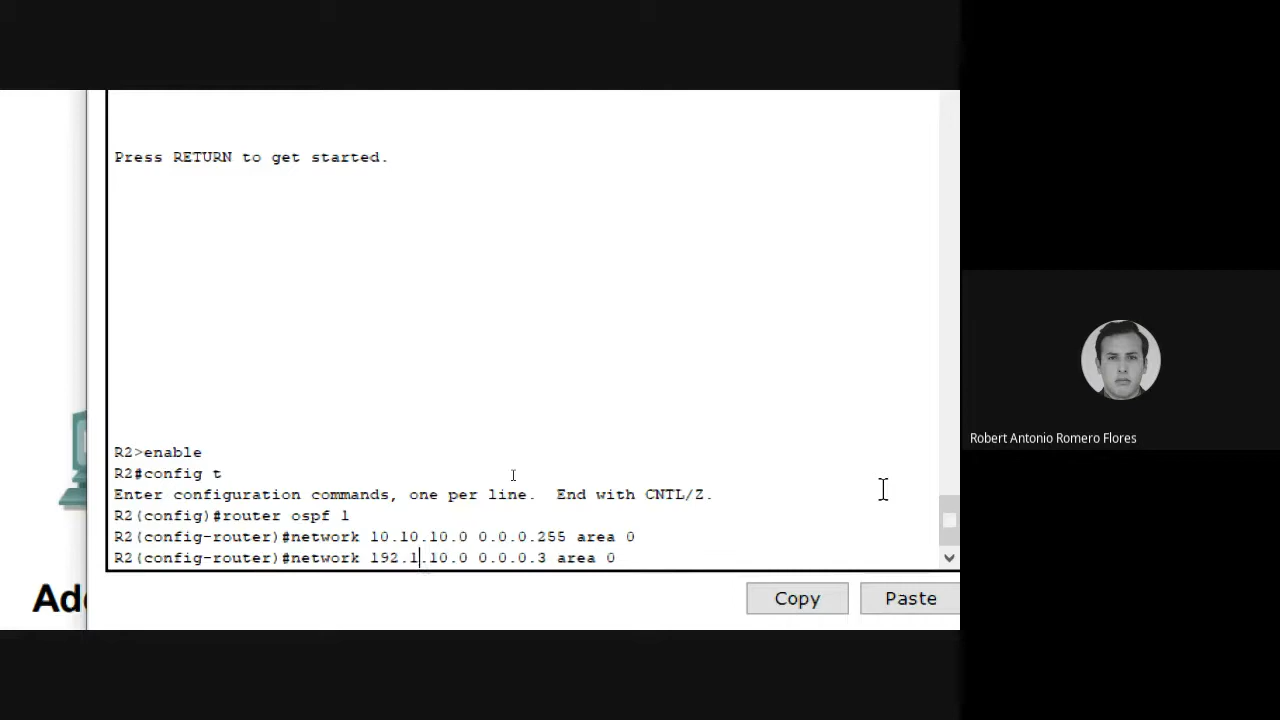 Press RETURN to get started.
R2>enable
R2#config t
Enter configuration commands, one per line.  End with CNTL/Z.
R2(config)#router ospf 1
R2(config-router)#network 10.10.10.0 0.0.0.255 area 0
R2(config-router)#network 192.1.10.0 0.0.0.3 area 0
Copy Paste
Robert Antonio Romero Flores